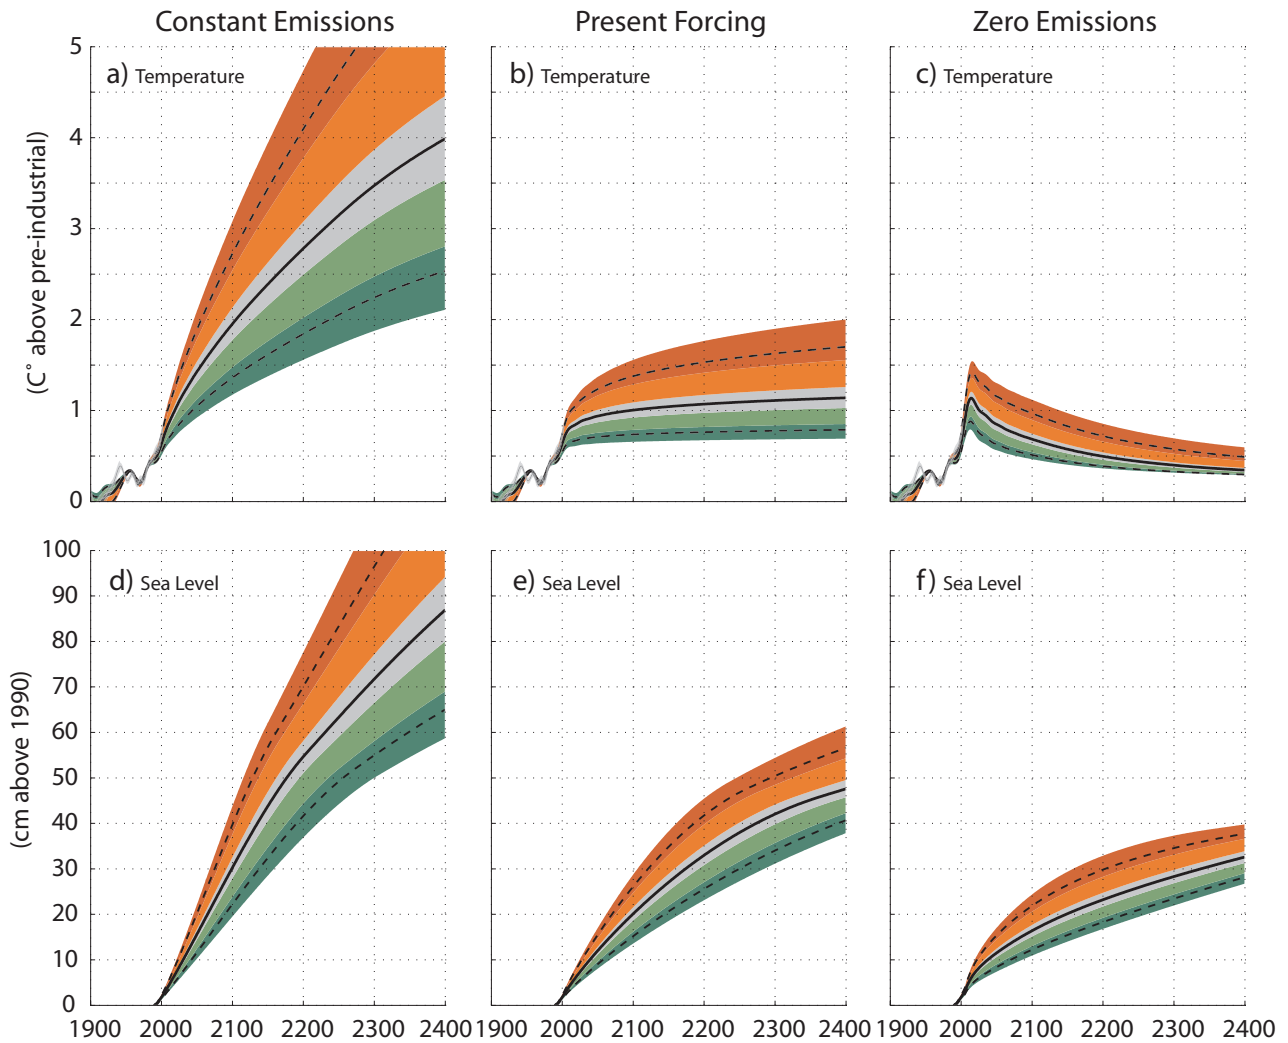 Constant Emissions Present Forcing Zero Emissions
a) Temperature b) Temperature c) Temperature
(C° above pre-industrial)
5
4
3
2
1
0
d) Sea Level e) Sea Level f) Sea Level
(cm above 1990)
100
90
80
70
60
50
40
30
20
10
0
1900 2000 2100 2200 2300 2400 1900 2000 2100 2200 2300 2400 1900 2000 2100 2200 2300 2400